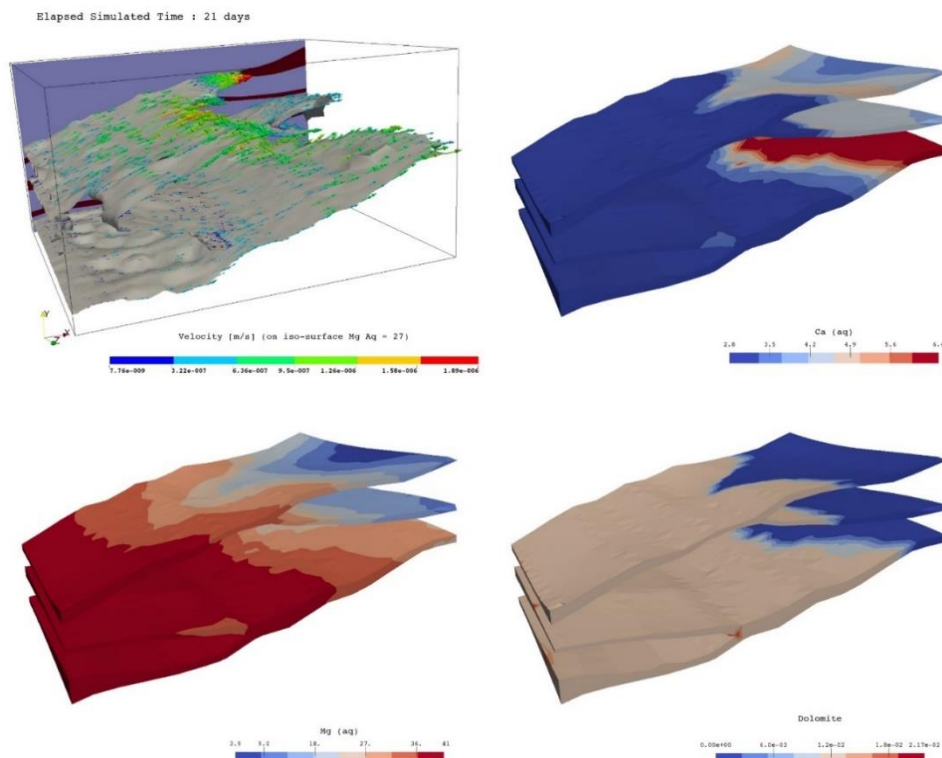 Elapsed Simulated Time : 21 days
Y
X
Z
Velocity [m/s] (on iso-surface Mg Aq = 27)
7.76e-009 3.22e-007 6.36e-007 9.5e-007 1.26e-006 1.58e-006 1.89e-006
Ca (aq)
2.8 3.5 4.2 4.9 5.6 6.4
Mg (aq)
18. 27. 36. 41
Dolomite
0.00e+00 6.0e-03 1.2e-02 1.8e-02 2.17e-02